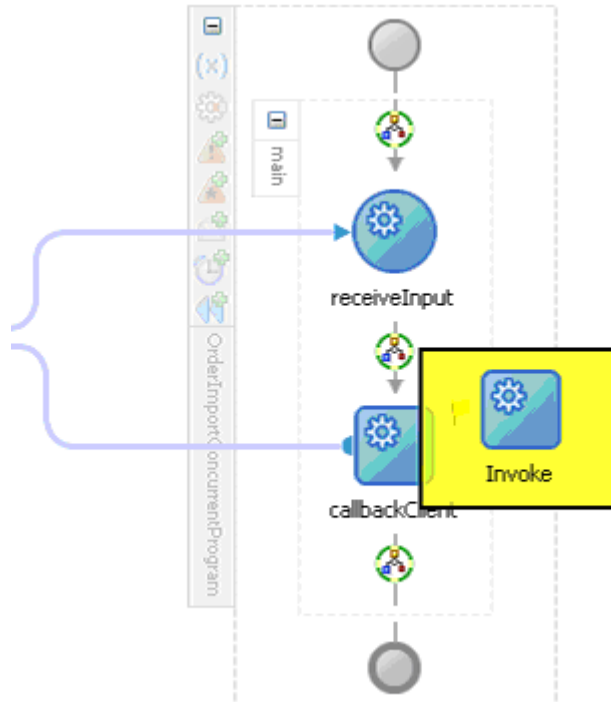 (x)
main
receiveInput
Invoke
callbackClient
OrderImportConcurrentProgram